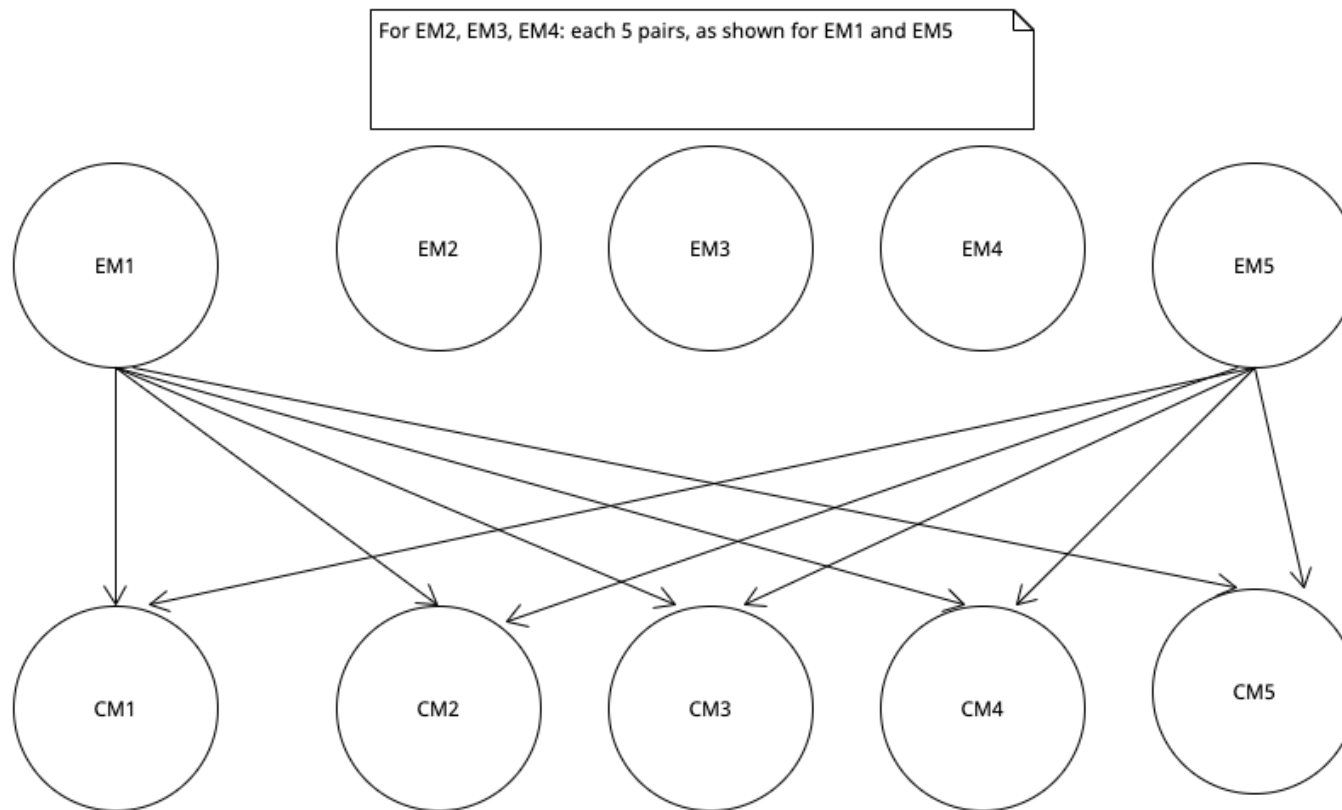 For EM2, EM3, EM4: each 5 pairs, as shown for EM1 and EM5
EM1
EM2
EM3
EM4
EM5
CM1
CM2
CM3
CM4
CM5